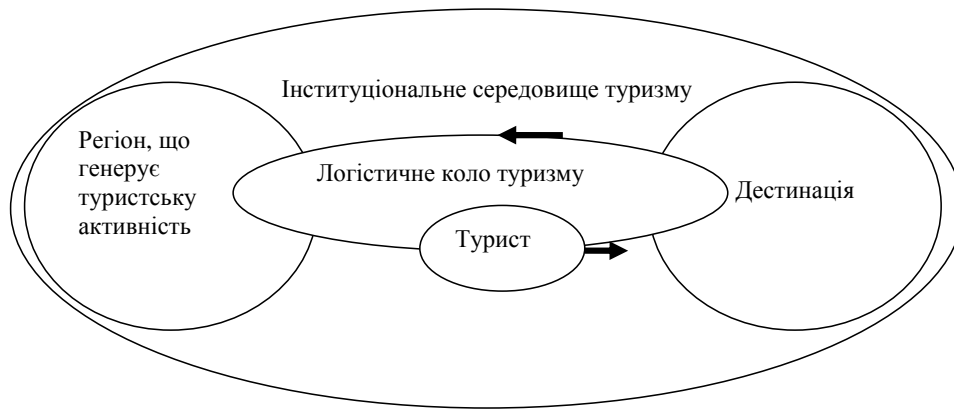 Інституціональне середовище туризму
Регіон, що
генерує
туристську
активність
Логістичне коло туризму
Дестинація
Турист